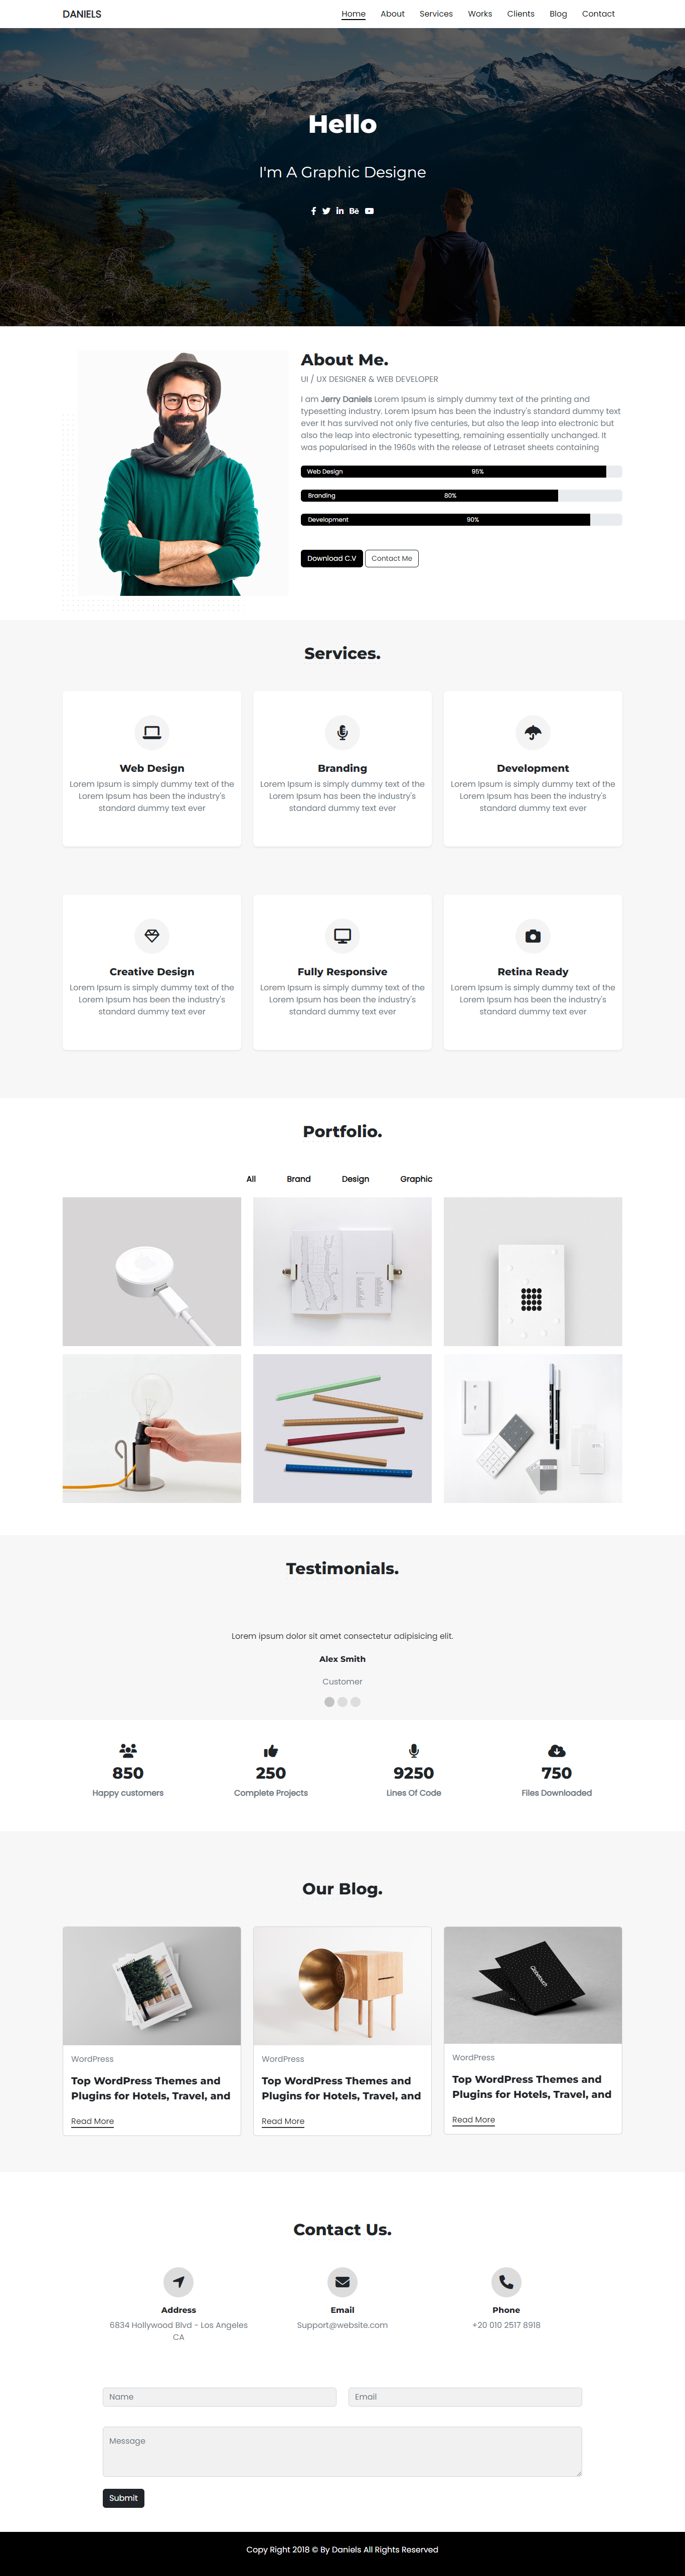 DANIELS
Home About Services Works Clients Blog Contact
Hello
I'm A Graphic Designe
About Me.
UI / UX DESIGNER & WEB DEVELOPER
I am Jerry Daniels Lorem Ipsum is simply dummy text of the printing and
typesetting industry. Lorem Ipsum has been the industry's standard dummy text
ever It has survived not only five centuries, but also the leap into electronic but
also the leap into electronic typesetting, remaining essentially unchanged. It
was popularised in the 1960s with the release of Letraset sheets containing
Web Design 95%
Branding 80%
Development 90%
Download C.V Contact Me
Services.
Web Design
Lorem Ipsum is simply dummy text of the
Lorem Ipsum has been the industry's
standard dummy text ever
Branding
Lorem Ipsum is simply dummy text of the
Lorem Ipsum has been the industry's
standard dummy text ever
Development
Lorem Ipsum is simply dummy text of the
Lorem Ipsum has been the industry's
standard dummy text ever
Creative Design
Lorem Ipsum is simply dummy text of the
Lorem Ipsum has been the industry's
standard dummy text ever
Fully Responsive
Lorem Ipsum is simply dummy text of the
Lorem Ipsum has been the industry's
standard dummy text ever
Retina Ready
Lorem Ipsum is simply dummy text of the
Lorem Ipsum has been the industry's
standard dummy text ever
Portfolio.
All Brand Design Graphic
Testimonials.
Lorem ipsum dolor sit amet consectetur adipisicing elit.
Alex Smith
Customer
850
Happy customers
250
Complete Projects
9250
Lines Of Code
750
Files Downloaded
Our Blog.
WordPress
Top WordPress Themes and
Plugins for Hotels, Travel, and
Read More
WordPress
Top WordPress Themes and
Plugins for Hotels, Travel, and
Read More
WordPress
Top WordPress Themes and
Plugins for Hotels, Travel, and
Read More
Contact Us.
Address
6834 Hollywood Blvd - Los Angeles
CA
Email
Support@website.com
Phone
+20 010 2517 8918
Name
Email
Message
Submit
Copy Right 2018 © By Daniels All Rights Reserved